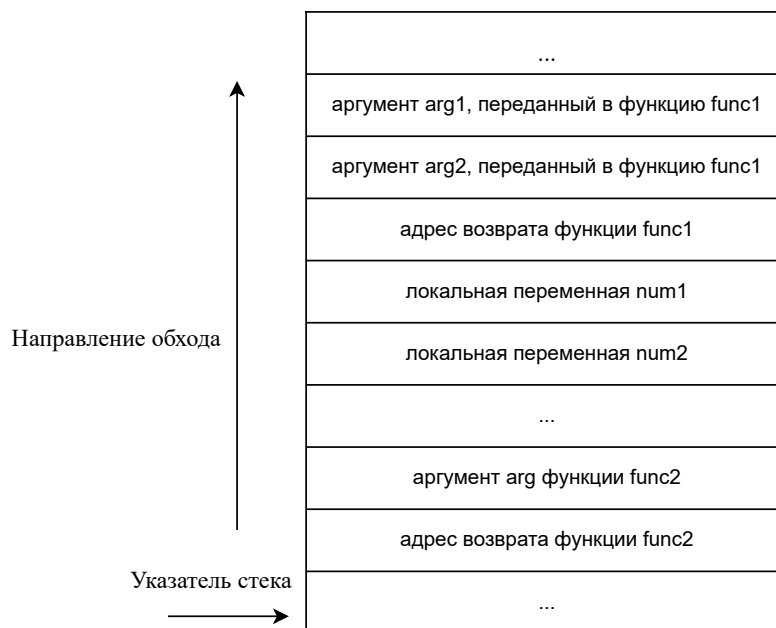 ...
аргумент arg1, переданный в функцию func1
аргумент arg2, переданный в функцию func1
адрес возврата функции func1
локальная переменная num1
Направление обхода
локальная переменная num2
...
аргумент arg функции func2
адрес возврата функции func2
Указатель стека
...